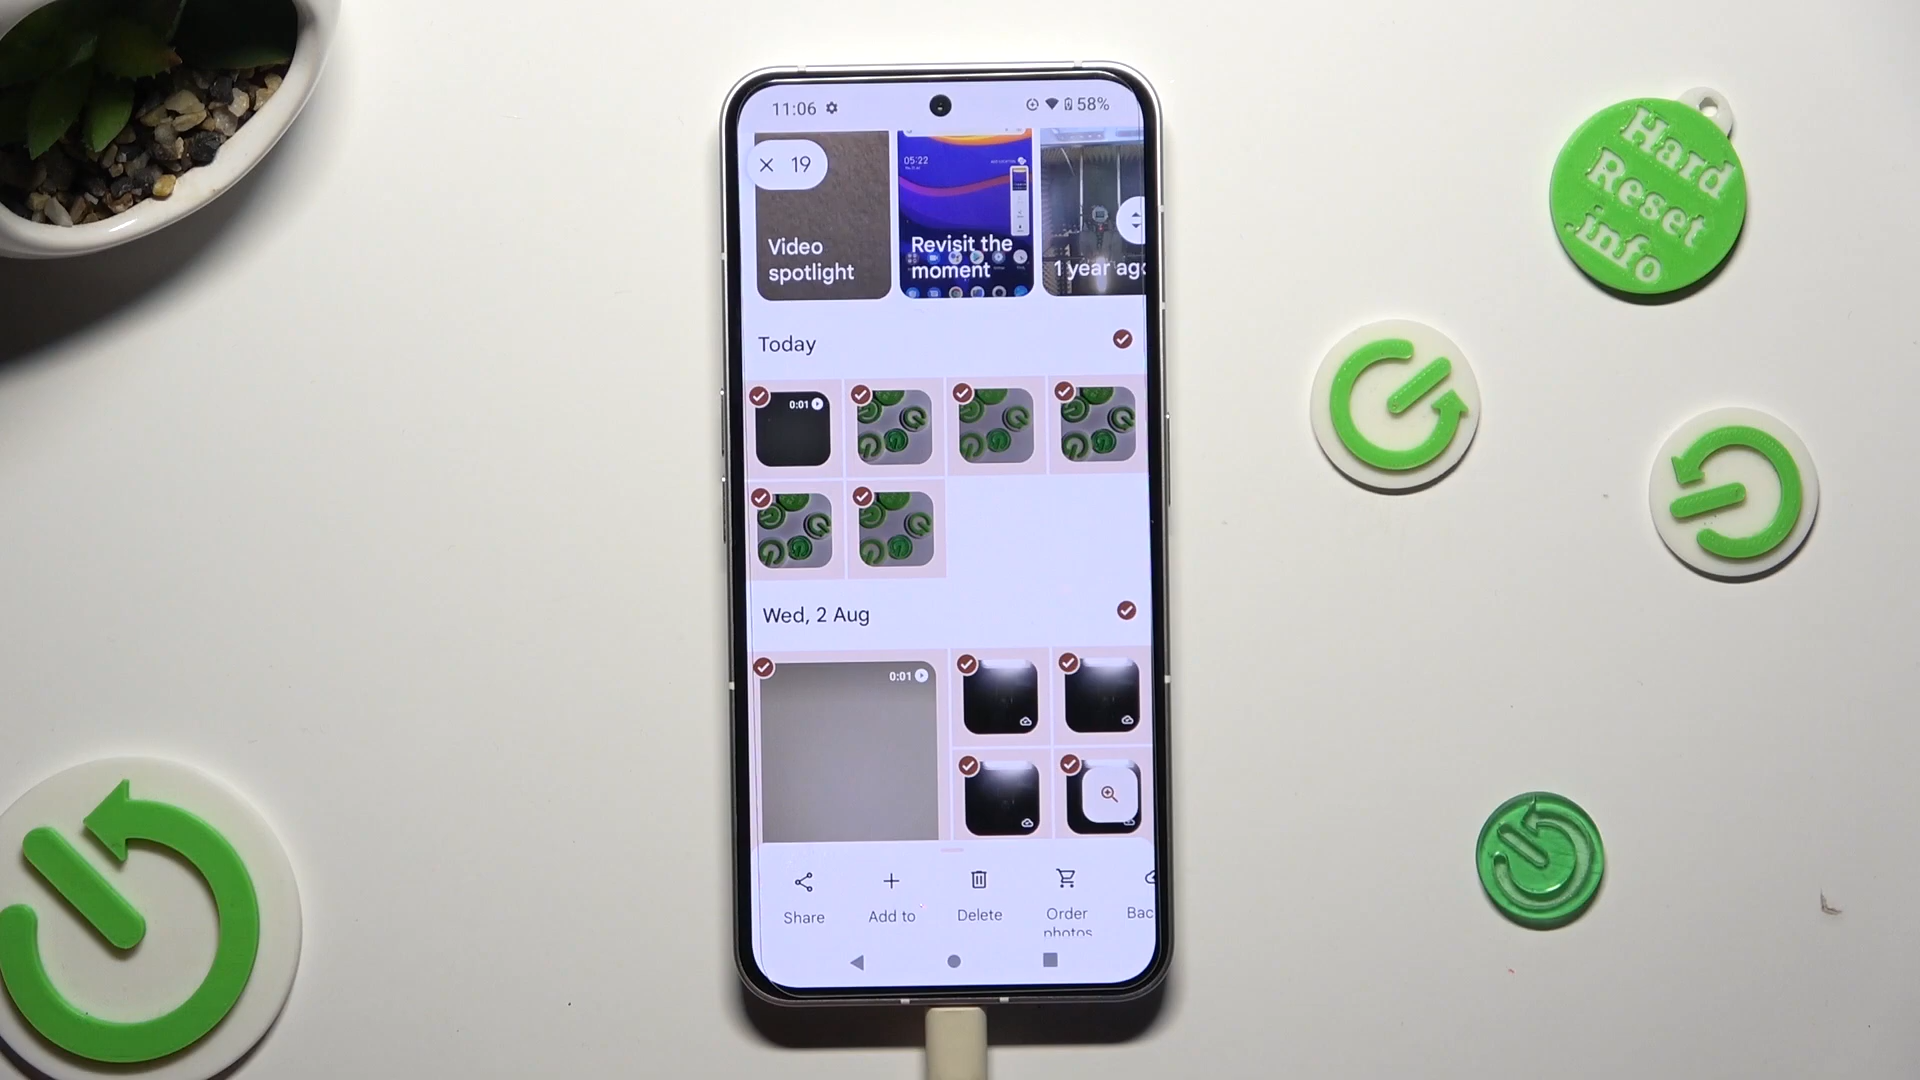 11:06
58%
19
Video
spotlight
05:22
Revisit the
moment
1 year ago
Today
0:01
Wed, 2 Aug
0:01
Share
Add to
Delete
Order
photos
Bac
Hard
Reset
.info